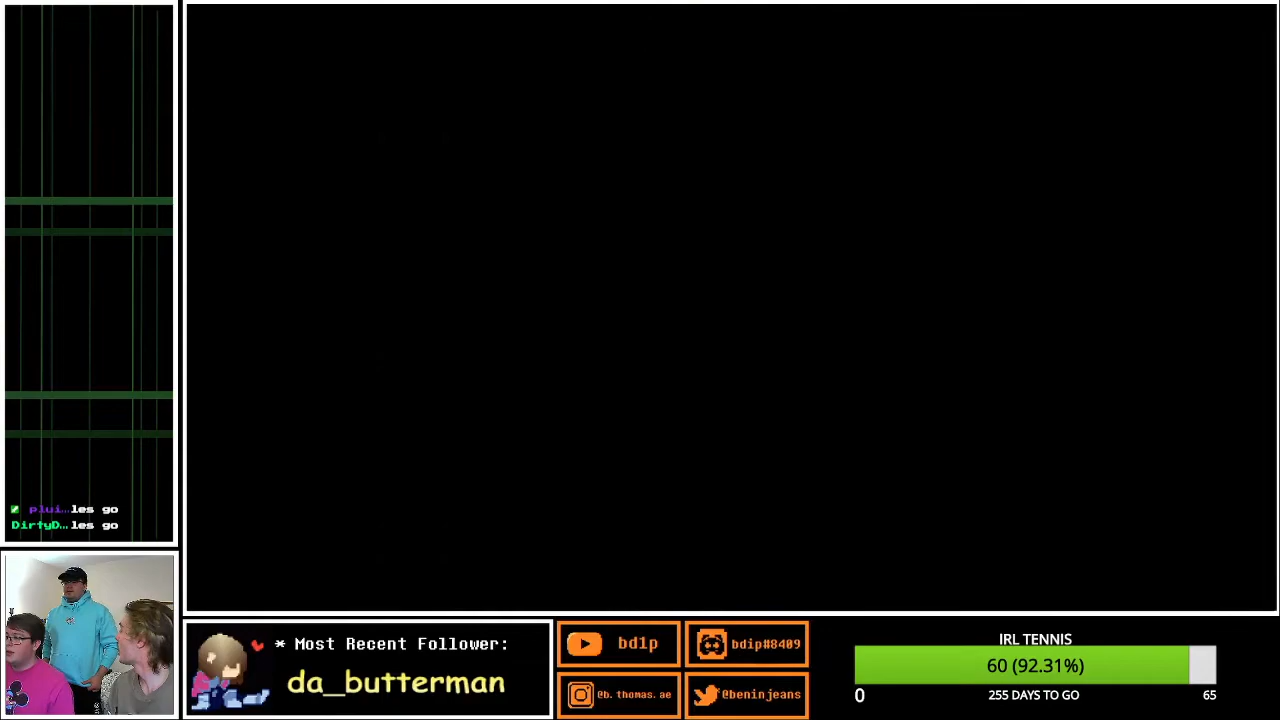 plui…les go
DirtyD…les go
* Most Recent Follower:
da_butterman
bd1p
bdip#8409
@b.thomas.ae
@beninjeans
IRL TENNIS
60 (92.31%)
0
255 DAYS TO GO
65